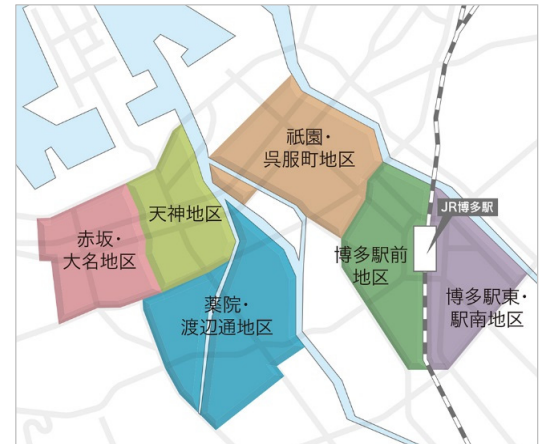 祇園・
呉服町地区
天神地区
赤坂・
大名地区
JR博多駅
博多駅前
地区
薬院・
渡辺通地区
博多駅東・
駅南地区